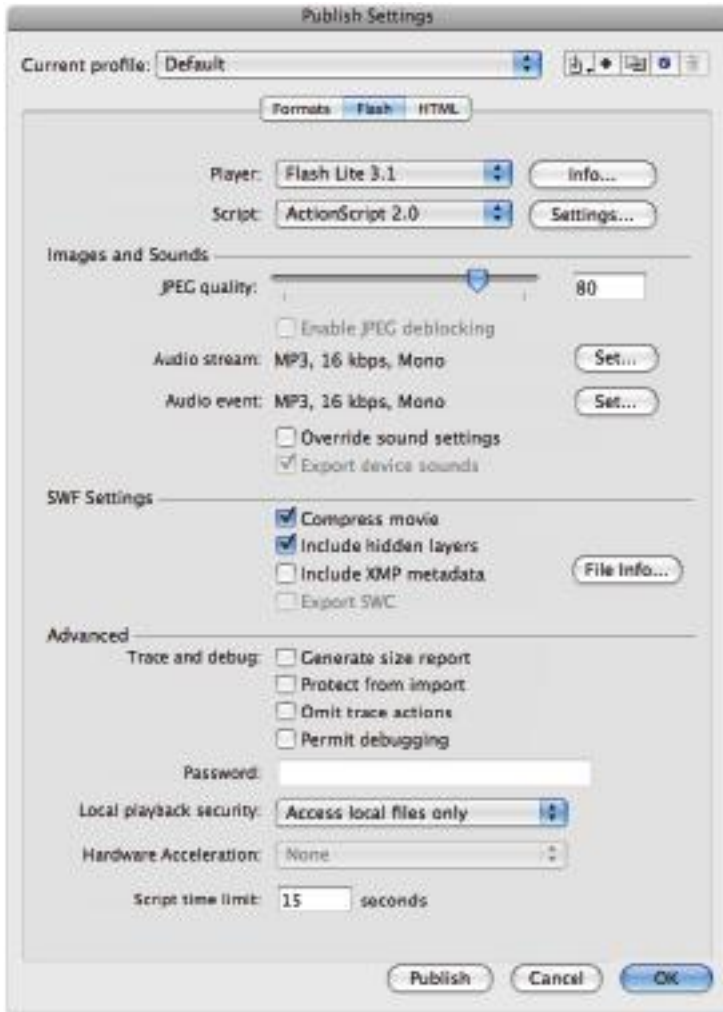 Publish Settings
Current profile: Default
Formats Flash HTML
Player: Flash Lite 3.1 Info...
Script: ActionScript 2.0 Settings...
Images and Sounds
JPEG quality: 80
Enable JPEG deblocking
Audio stream: MP3, 16 kbps, Mono Set...
Audio event: MP3, 16 kbps, Mono Set...
Override sound settings
Export device sounds
SWF Settings
Compress movie
Include hidden layers
Include XMP metadata File Info...
Export SWC
Advanced
Trace and debug: Generate size report
Protect from import
Omit trace actions
Permit debugging
Password:
Local playback security: Access local files only
Hardware Acceleration: None
Script time limit: 15 seconds
Publish Cancel OK